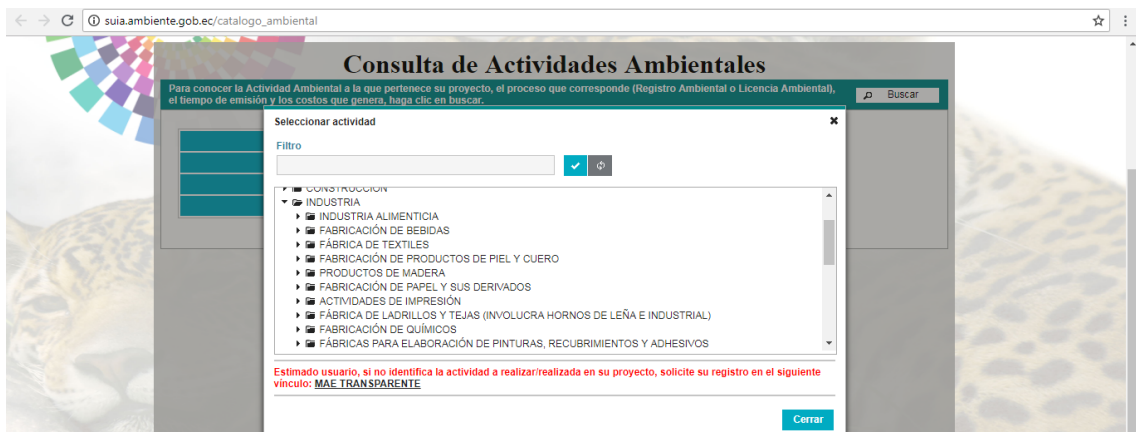 suia.ambiente.gob.ec/catalogo_ambiental
Consulta de Actividades Ambientales
Para conocer la Actividad Ambiental a la que pertenece su proyecto, el proceso que corresponde (Registro Ambiental o Licencia Ambiental),
el tiempo de emisión y los costos que genera, haga clic en buscar.
Buscar
Seleccionar actividad
Filtro
CONSTRUCCIÓN
INDUSTRIA
INDUSTRIA ALIMENTICIA
FABRICACIÓN DE BEBIDAS
FÁBRICA DE TEXTILES
FABRICACIÓN DE PRODUCTOS DE PIEL Y CUERO
PRODUCTOS DE MADERA
FABRICACIÓN DE PAPEL Y SUS DERIVADOS
ACTIVIDADES DE IMPRESIÓN
FÁBRICA DE LADRILLOS Y TEJAS (INVOLUCRA HORNOS DE LEÑA E INDUSTRIAL)
FABRICACIÓN DE QUÍMICOS
FÁBRICAS PARA ELABORACIÓN DE PINTURAS, RECUBRIMIENTOS Y ADHESIVOS
Estimado usuario, si no identifica la actividad a realizar/realizada en su proyecto, solicite su registro en el siguiente
vínculo: MAE TRANSPARENTE
Cerrar